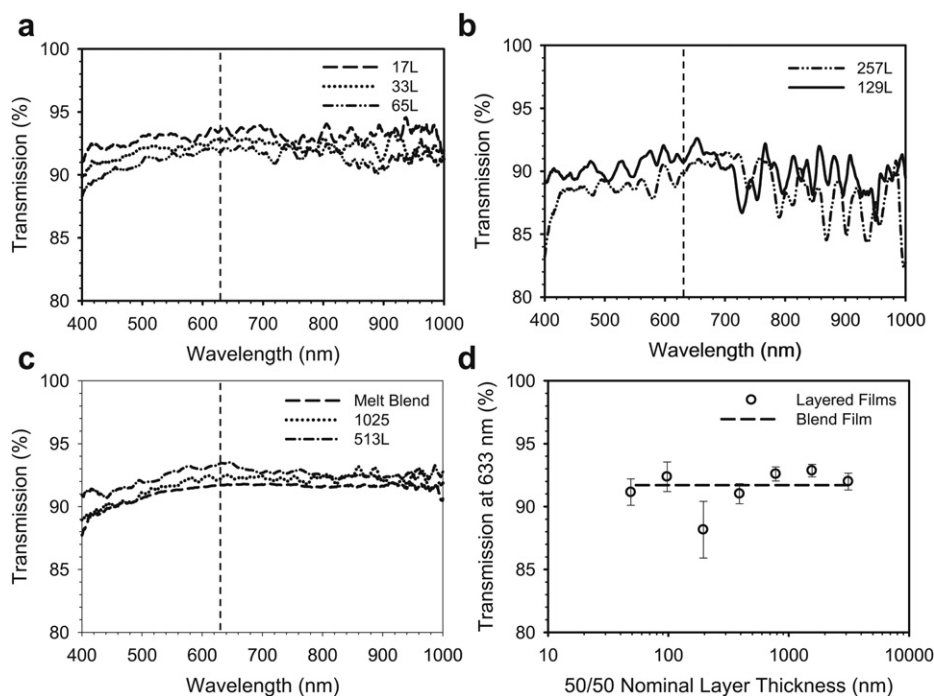 a
100
95
90
85
80
Transmission (%)
17L
33L
65L
400 500 600 700 800 900 1000
Wavelength (nm)
b
100
95
90
85
80
Transmission (%)
257L
129L
400 500 600 700 800 900 1000
Wavelength (nm)
c
100
95
90
85
80
Transmission (%)
Melt Blend
1025
513L
400 500 600 700 800 900 1000
Wavelength (nm)
d
100
95
90
85
80
Transmission at 633 nm (%)
Layered Films
Blend Film
10 100 1000 10000
50/50 Nominal Layer Thickness (nm)